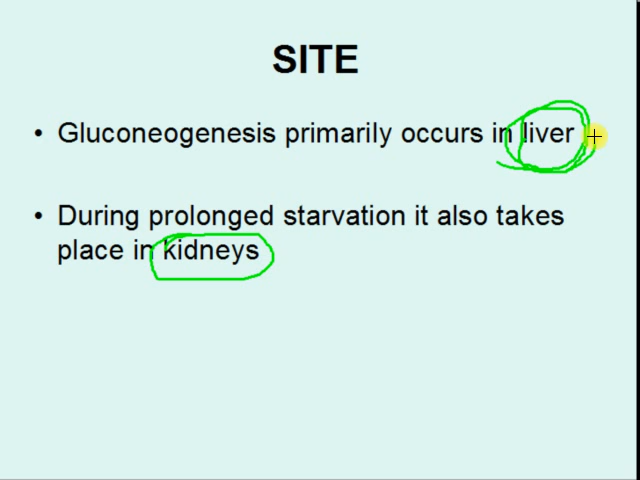 SITE
• Gluconeogenesis primarily occurs in liver
• During prolonged starvation it also takes
place in kidneys